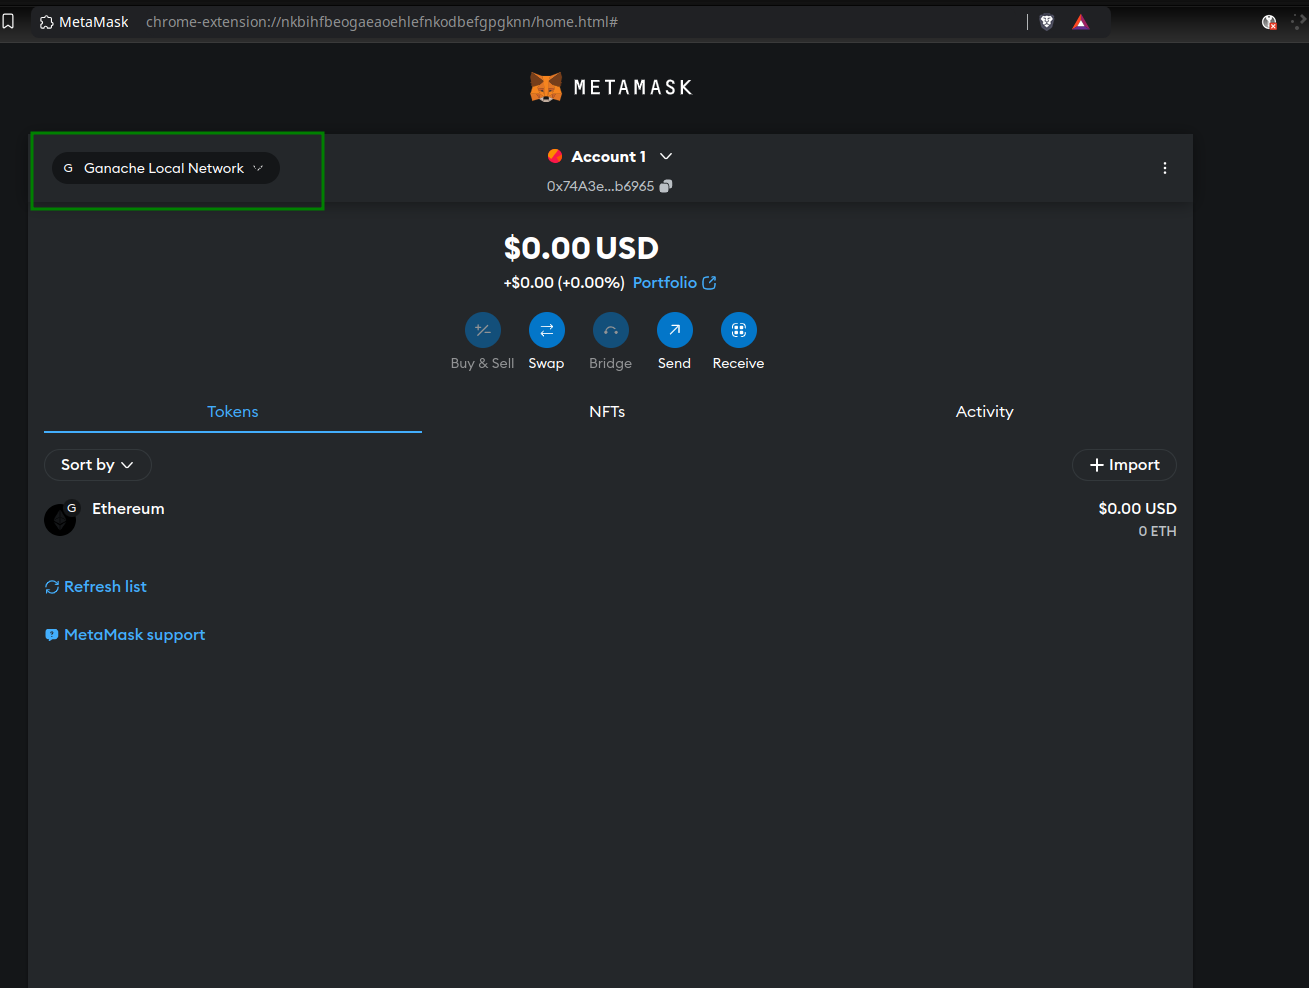 MetaMask chrome-extension://nkbihfbeogaeaoehlefnkodbefgpgknn/home.html#
METAMASK
G Ganache Local Network
Account 1
0x74A3e...b6965
$0.00 USD
+$0.00 (+0.00%) Portfolio
Buy & Sell Swap Bridge Send Receive
Tokens NFTs Activity
Sort by Import
G Ethereum $0.00 USD
0 ETH
Refresh list
MetaMask support